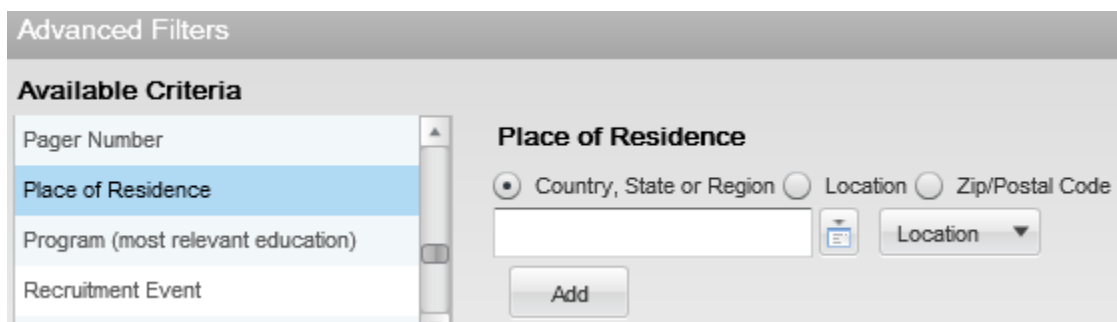 Advanced Filters
Available Criteria
Pager Number
Place of Residence
Program (most relevant education)
Recruitment Event
Place of Residence
Country, State or Region Location Zip/Postal Code
Location
Add